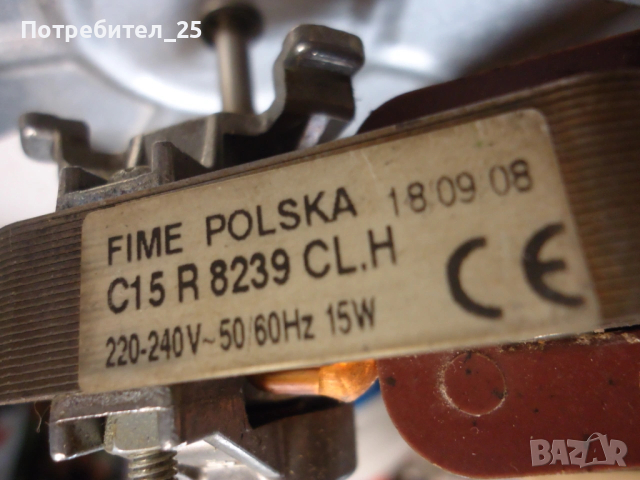 Потребител_25
FIME POLSKA 18 09 08
C15 R 8239 CL.H
220-240V~50/60Hz 15W
CE
BAZAR